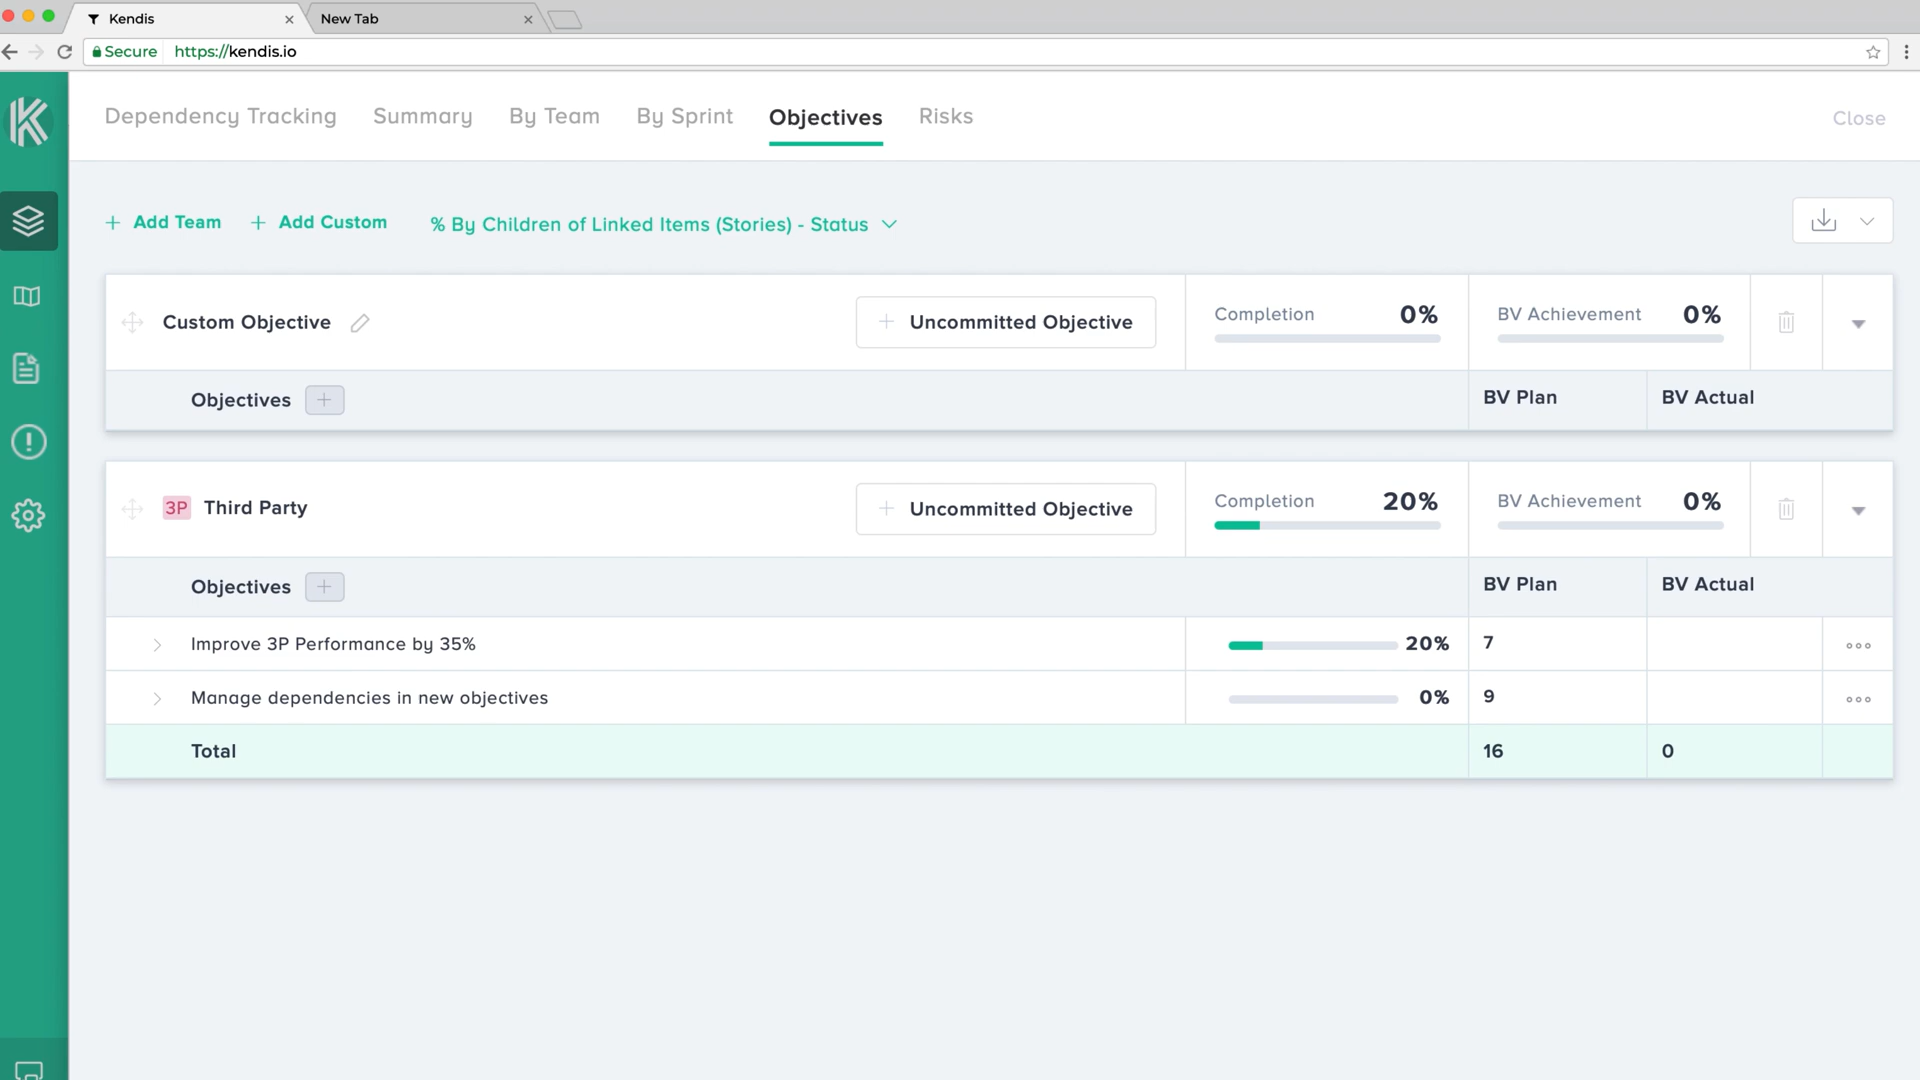 Kendis
New Tab
Secure https://kendis.io
Dependency Tracking Summary By Team By Sprint Objectives Risks Close
+ Add Team + Add Custom % By Children of Linked Items (Stories) - Status
Custom Objective + Uncommitted Objective Completion 0% BV Achievement 0%
Objectives + BV Plan BV Actual
3P Third Party + Uncommitted Objective Completion 20% BV Achievement 0%
Objectives + BV Plan BV Actual
Improve 3P Performance by 35% 20% 7
Manage dependencies in new objectives 0% 9
Total 16 0